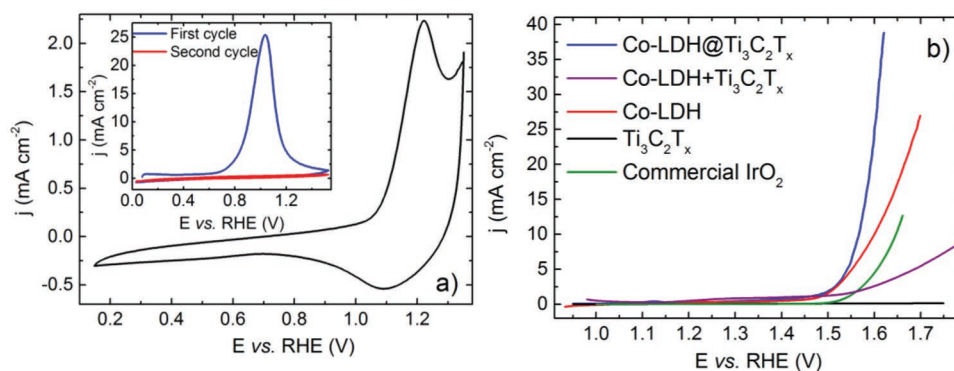 2.0
1.5
1.0
0.5
0.0
-0.5
j (mA cm⁻²)
First cycle
Second cycle
25
20
15
10
5
0
j (mA cm⁻²)
0.0 0.4 0.8 1.2
E vs. RHE (V)
a)
0.2 0.4 0.6 0.8 1.0 1.2
E vs. RHE (V)
40
35
30
25
20
15
10
5
0
j (mA cm⁻²)
b)
Co-LDH@Ti₃C₂Tₓ
Co-LDH+Ti₃C₂Tₓ
Co-LDH
Ti₃C₂Tₓ
Commercial IrO₂
1.0 1.1 1.2 1.3 1.4 1.5 1.6 1.7
E vs. RHE (V)